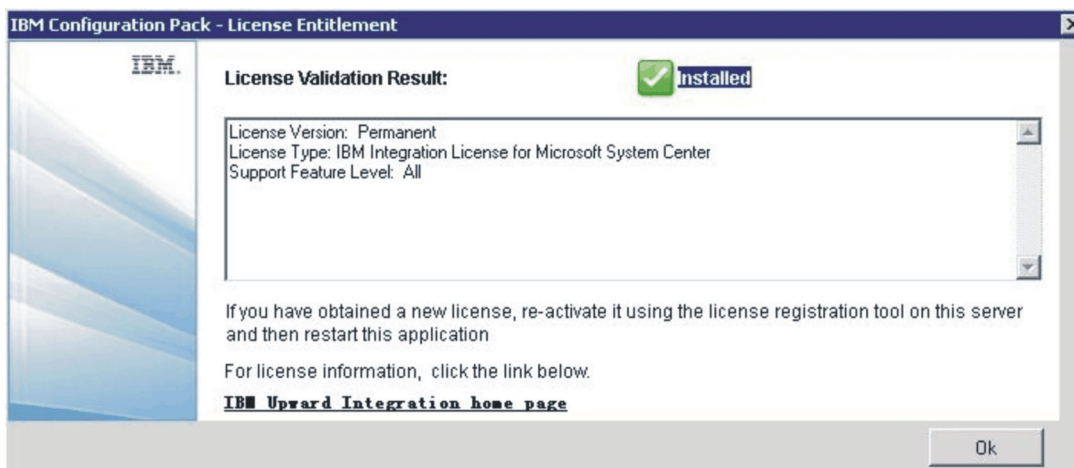 IBM Configuration Pack - License Entitlement
IBM.
License Validation Result:
Installed
License Version: Permanent
License Type: IBM Integration License for Microsoft System Center
Support Feature Level: All
If you have obtained a new license, re-activate it using the license registration tool on this server
and then restart this application
For license information, click the link below.
IBM Upward Integration home page
Ok